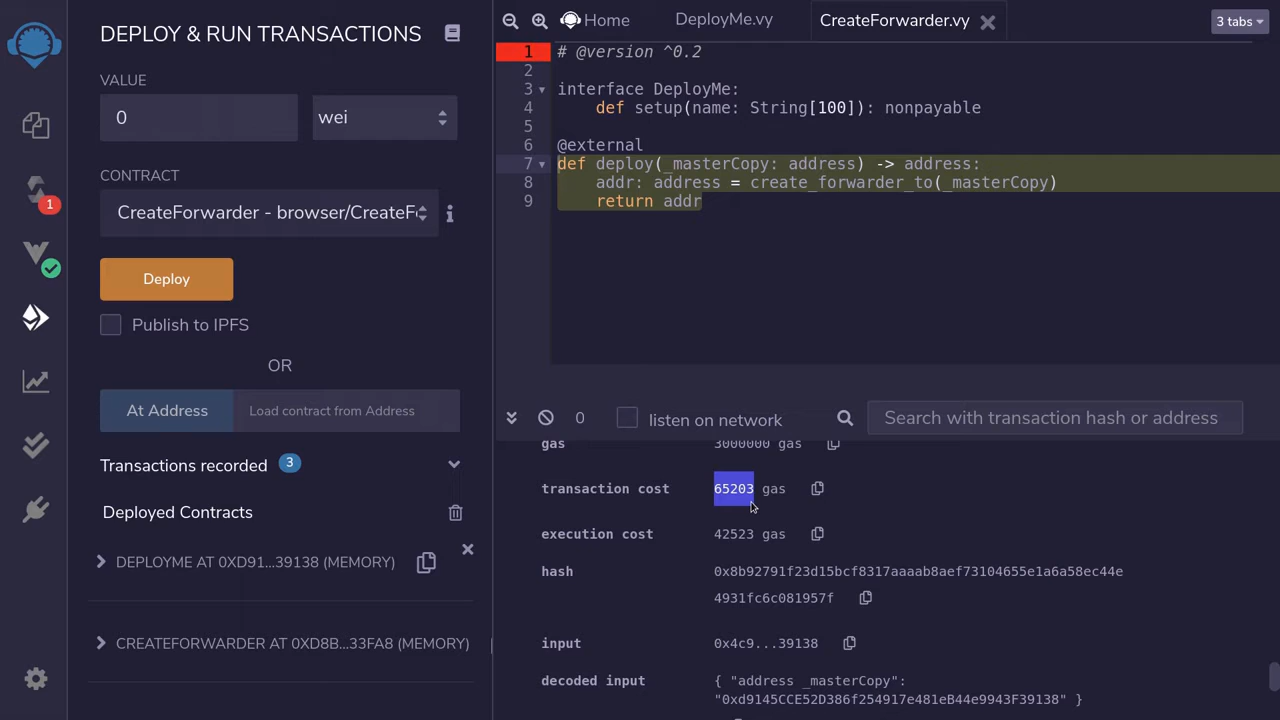 DEPLOY & RUN TRANSACTIONS
VALUE
0
wei
CONTRACT
CreateForwarder - browser/CreateFo
Deploy
Publish to IPFS
OR
At Address
Load contract from Address
Transactions recorded 3
Deployed Contracts
DEPLOYME AT 0XD91...39138 (MEMORY)
CREATEFORWARDER AT 0XD8B...33FA8 (MEMORY)
1
Home
DeployMe.vy
CreateForwarder.vy
3 tabs
1 # @version ^0.2
2
3 interface DeployMe:
4 def setup(name: String[100]): nonpayable
5
6 @external
7 def deploy(_masterCopy: address) -> address:
8 addr: address = create_forwarder_to(_masterCopy)
9 return addr
0
listen on network
Search with transaction hash or address
gas 3000000 gas
transaction cost 65203 gas
execution cost 42523 gas
hash 0x8b92791f23d15bcf8317aaaab8aef73104655e1a6a58ec44e
4931fc6c081957f
input 0x4c9...39138
decoded input { "address _masterCopy":
"0xd9145CCE52D386f254917e481eB44e9943F39138" }